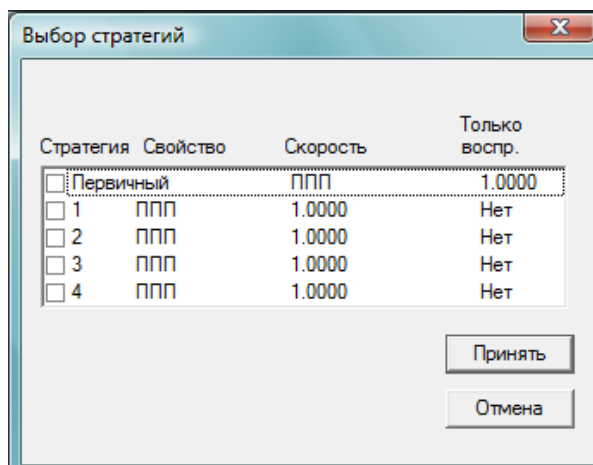 Выбор стратегий
Стратегия Свойство Скорость Только воспр.
Первичный ППП 1.0000
1 ППП 1.0000 Нет
2 ППП 1.0000 Нет
3 ППП 1.0000 Нет
4 ППП 1.0000 Нет
Принять
Отмена